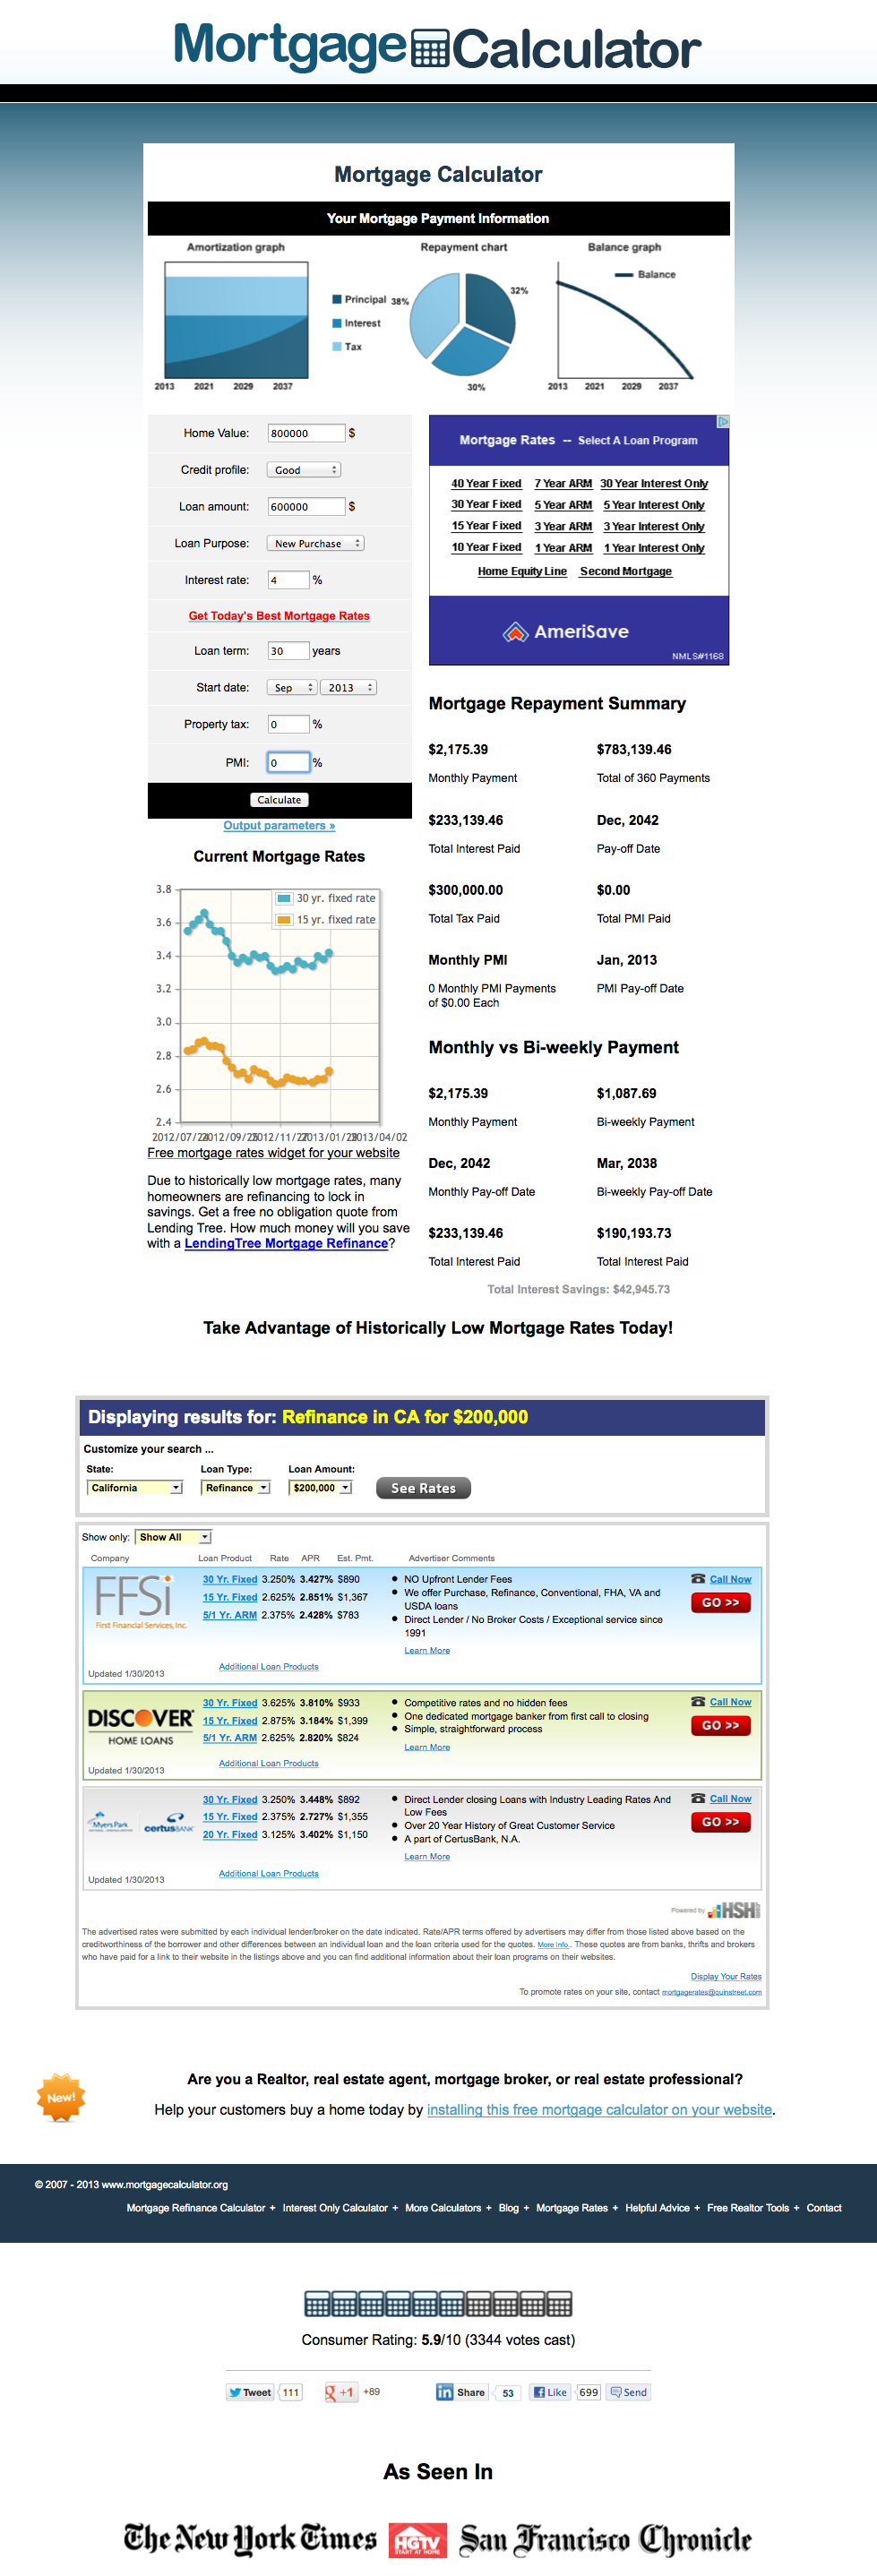 Mortgage Calculator
Mortgage Calculator
Your Mortgage Payment Information
Amortization graph
2013 2021 2029 2037
Repayment chart
Principal
Interest
Tax
38%
32%
30%
Balance graph
Balance
2013 2021 2029 2037
Home Value: 800000 $
Credit profile: Good
Loan amount: 600000 $
Loan Purpose: New Purchase
Interest rate: 4 %
Get Today's Best Mortgage Rates
Loan term: 30 years
Start date: Sep 2013
Property tax: 0 %
PMI: 0 %
Calculate
Output parameters »
Current Mortgage Rates
30 yr. fixed rate
15 yr. fixed rate
3.8
3.6
3.4
3.2
3.0
2.8
2.6
2.4
2012/07/24 2012/09/25 2012/11/27 2013/01/29 2013/04/02
Free mortgage rates widget for your website
Due to historically low mortgage rates, many
homeowners are refinancing to lock in
savings. Get a free no obligation quote from
Lending Tree. How much money will you save
with a LendingTree Mortgage Refinance?
Mortgage Rates -- Select A Loan Program
40 Year Fixed 7 Year ARM 30 Year Interest Only
30 Year Fixed 5 Year ARM 5 Year Interest Only
15 Year Fixed 3 Year ARM 3 Year Interest Only
10 Year Fixed 1 Year ARM 1 Year Interest Only
Home Equity Line Second Mortgage
AmeriSave
NMLS#1168
Mortgage Repayment Summary
$2,175.39 $783,139.46
Monthly Payment Total of 360 Payments
$233,139.46 Dec, 2042
Total Interest Paid Pay-off Date
$300,000.00 $0.00
Total Tax Paid Total PMI Paid
Monthly PMI Jan, 2013
0 Monthly PMI Payments PMI Pay-off Date
of $0.00 Each
Monthly vs Bi-weekly Payment
$2,175.39 $1,087.69
Monthly Payment Bi-weekly Payment
Dec, 2042 Mar, 2038
Monthly Pay-off Date Bi-weekly Pay-off Date
$233,139.46 $190,193.73
Total Interest Paid Total Interest Paid
Total Interest Savings: $42,945.73
Take Advantage of Historically Low Mortgage Rates Today!
Displaying results for: Refinance in CA for $200,000
Customize your search ...
State: Loan Type: Loan Amount:
California Refinance $200,000 See Rates
Show only: Show All
Company Loan Product Rate APR Est. Pmt. Advertiser Comments
FFSi
First Financial Services, Inc.
Updated 1/30/2013
30 Yr. Fixed 3.250% 3.427% $890
15 Yr. Fixed 2.625% 2.851% $1,367
5/1 Yr. ARM 2.375% 2.428% $783
Additional Loan Products
• NO Upfront Lender Fees
• We offer Purchase, Refinance, Conventional, FHA, VA and
USDA loans
• Direct Lender / No Broker Costs / Exceptional service since
1991
Learn More
Call Now
GO >>
DISCOVER
HOME LOANS
Updated 1/30/2013
30 Yr. Fixed 3.625% 3.810% $933
15 Yr. Fixed 2.875% 3.184% $1,399
5/1 Yr. ARM 2.625% 2.820% $824
Additional Loan Products
• Competitive rates and no hidden fees
• One dedicated mortgage banker from first call to closing
• Simple, straightforward process
Learn More
Call Now
GO >>
Myers Park
certusBANK
Updated 1/30/2013
30 Yr. Fixed 3.250% 3.448% $892
15 Yr. Fixed 2.375% 2.727% $1,355
20 Yr. Fixed 3.125% 3.402% $1,150
Additional Loan Products
• Direct Lender closing Loans with Industry Leading Rates And
Low Fees
• Over 20 Year History of Great Customer Service
• A part of CertusBank, N.A.
Learn More
Call Now
GO >>
Powered by HSH
The advertised rates were submitted by each individual lender/broker on the date indicated. Rate/APR terms offered by advertisers may differ from those listed above based on the
creditworthiness of the borrower and other differences between an individual loan and the loan criteria used for the quotes. More Info.. These quotes are from banks, thrifts and brokers
who have paid for a link to their website in the listings above and you can find additional information about their loan programs on their websites.
Display Your Rates
To promote rates on your site, contact mortgagerates@quinstreet.com
New!
Are you a Realtor, real estate agent, mortgage broker, or real estate professional?
Help your customers buy a home today by installing this free mortgage calculator on your website.
© 2007 - 2013 www.mortgagecalculator.org
Mortgage Refinance Calculator + Interest Only Calculator + More Calculators + Blog + Mortgage Rates + Helpful Advice + Free Realtor Tools + Contact
Consumer Rating: 5.9/10 (3344 votes cast)
Tweet 111 +1 +89 in Share 53 Like 699 Send
As Seen In
The New York Times HGTV START AT HOME San Francisco Chronicle